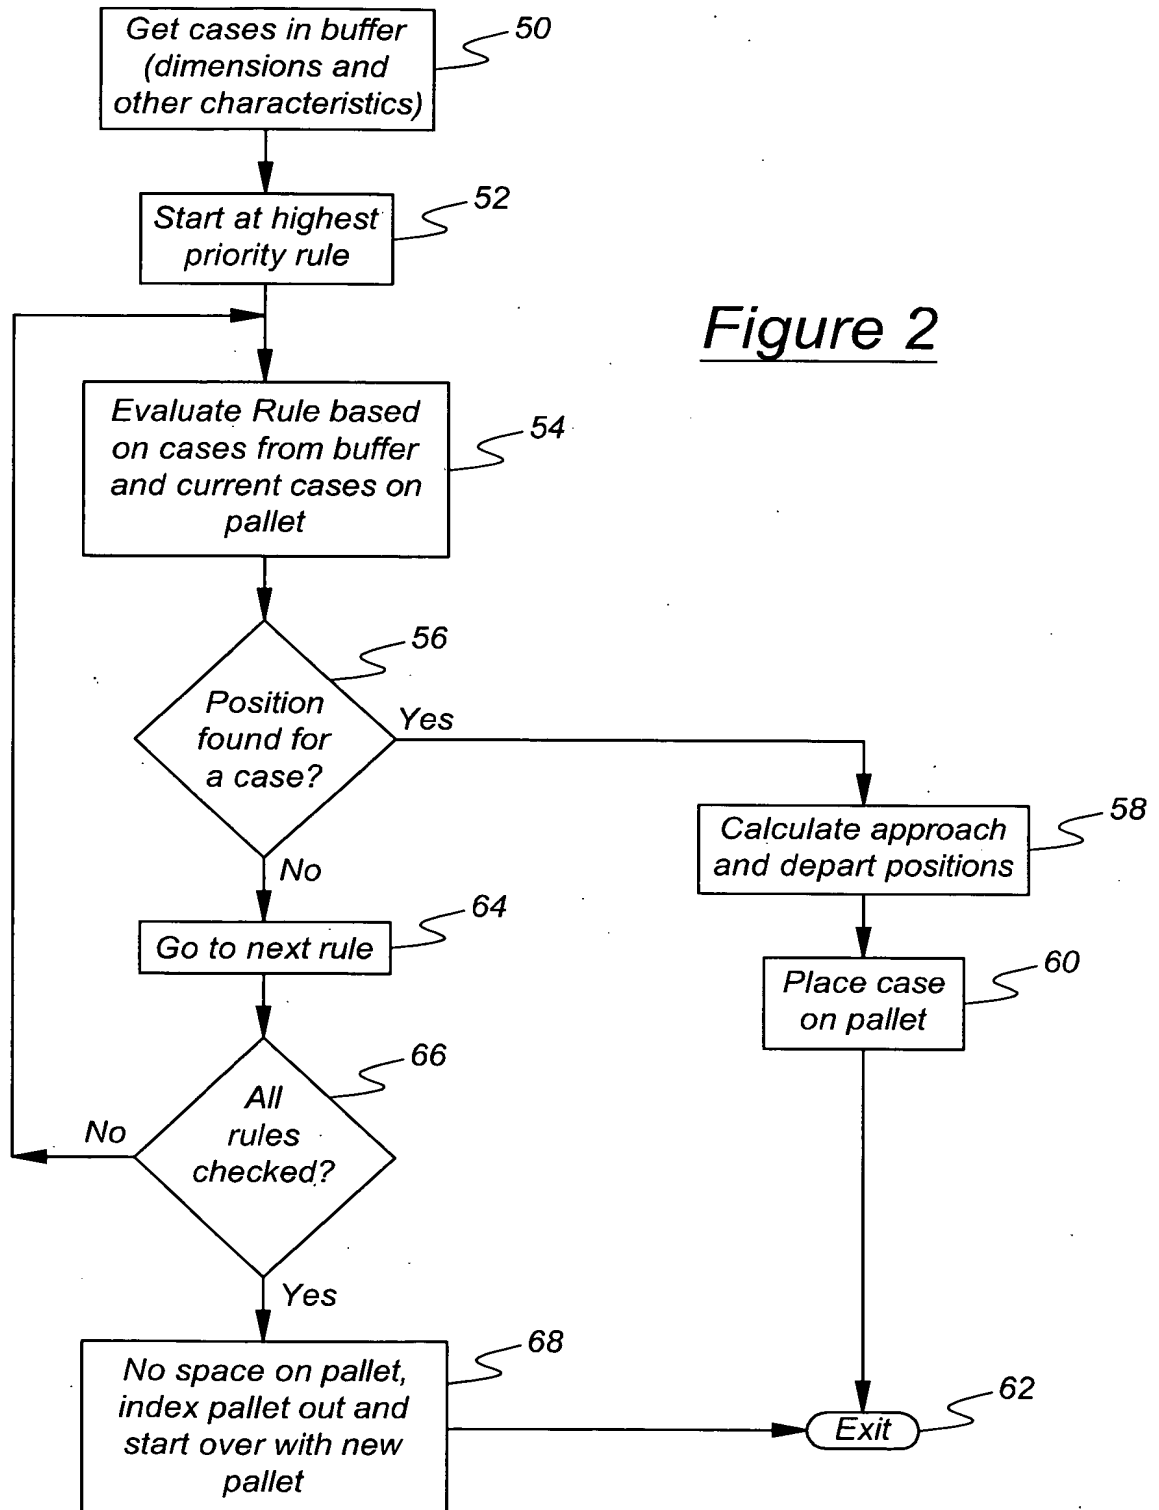 Get cases in buffer
(dimensions and
other characteristics)
50
Start at highest
priority rule
52
Figure 2
Evaluate Rule based
on cases from buffer
and current cases on
pallet
54
Position
found for
a case?
56
Yes
No
Calculate approach
and depart positions
58
Go to next rule
64
Place case
on pallet
60
All
rules
checked?
66
No
Yes
No space on pallet,
index pallet out and
start over with new
pallet
68
Exit
62